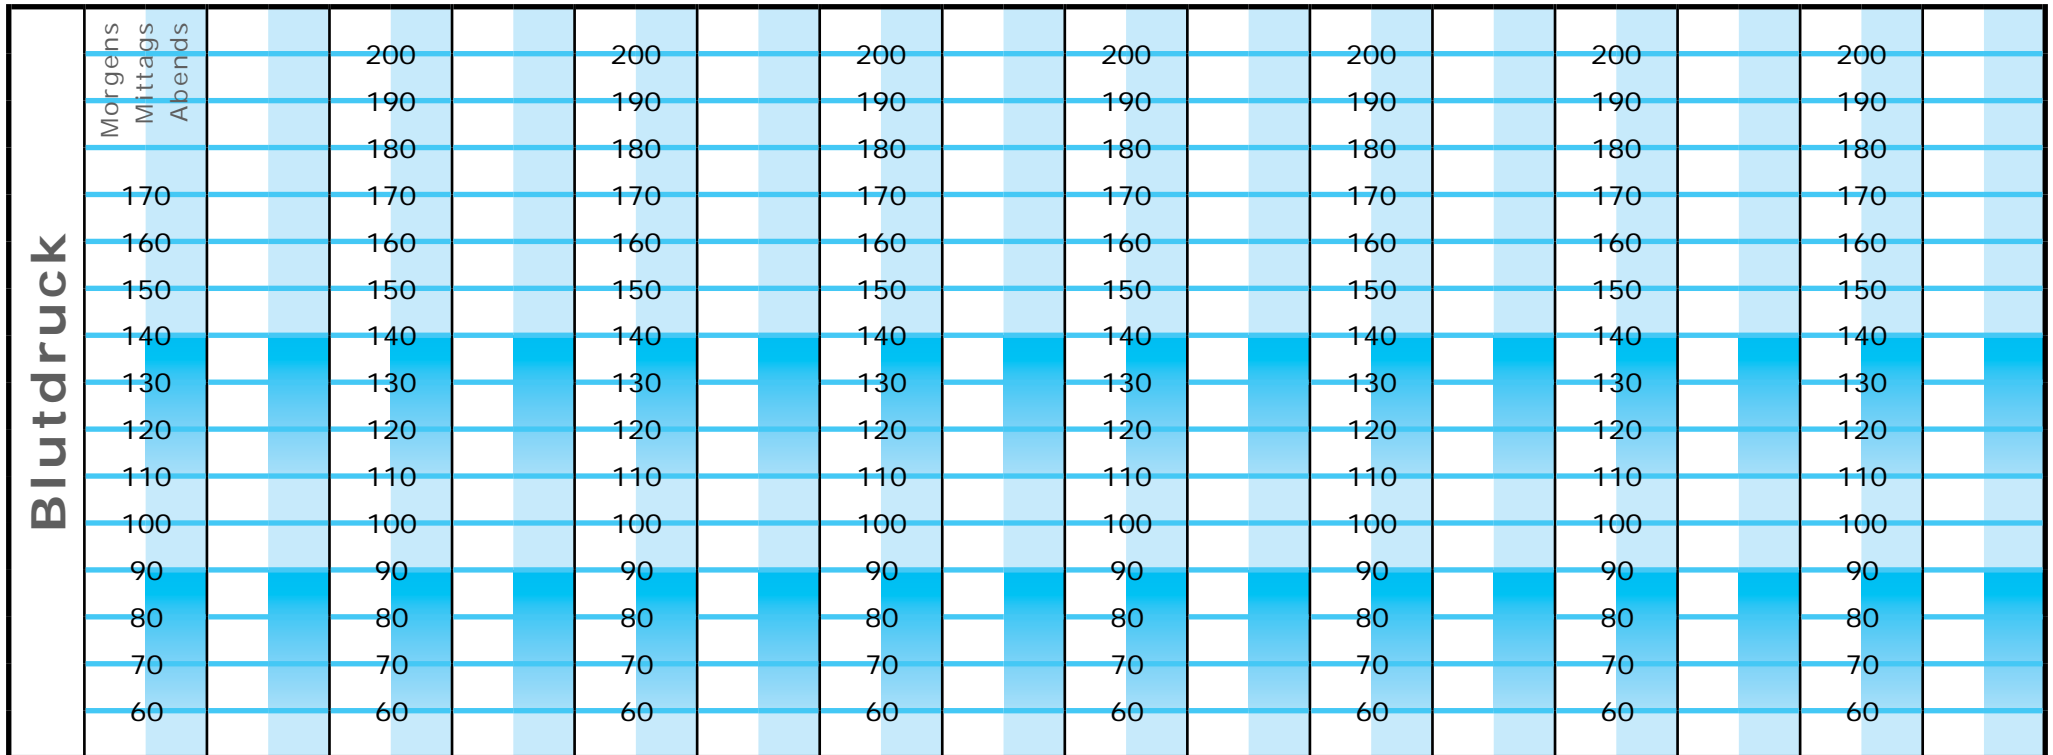 Blutdruck
Morgens
Mittags
Abends
200 200 200 200 200 200 200
190 190 190 190 190 190 190
180 180 180 180 180 180 180
170 170 170 170 170 170 170 170
160 160 160 160 160 160 160 160
150 150 150 150 150 150 150 150
140 140 140 140 140 140 140 140
130 130 130 130 130 130 130 130
120 120 120 120 120 120 120 120
110 110 110 110 110 110 110 110
100 100 100 100 100 100 100 100
90 90 90 90 90 90 90 90
80 80 80 80 80 80 80 80
70 70 70 70 70 70 70 70
60 60 60 60 60 60 60 60